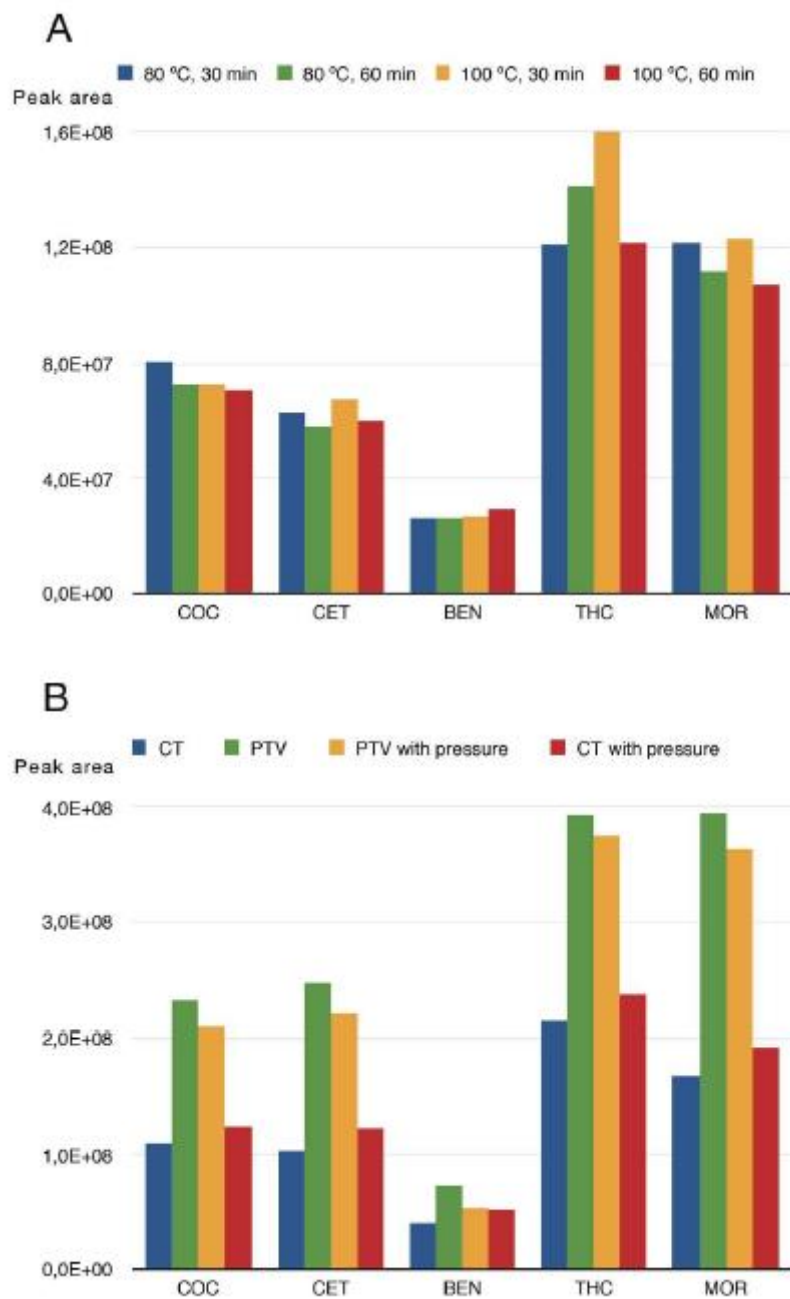 A
80 ºC, 30 min 80 ºC, 60 min 100 ºC, 30 min 100 ºC, 60 min
Peak area
1,6E+08
1,2E+08
8,0E+07
4,0E+07
0,0E+00
COC CET BEN THC MOR
B
CT PTV PTV with pressure CT with pressure
Peak area
4,0E+08
3,0E+08
2,0E+08
1,0E+08
0,0E+00
COC CET BEN THC MOR